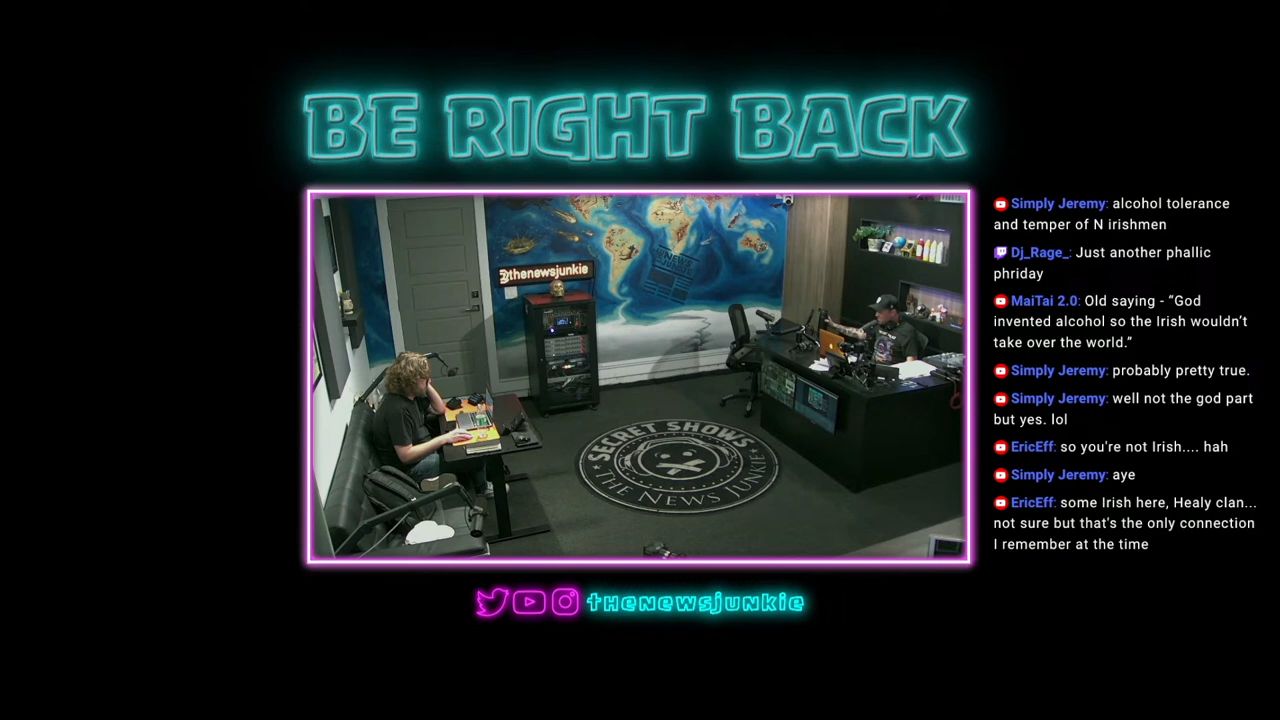 BE RIGHT BACK
@thenewsjunkie
NEWS
JUNKIE
SECRET SHOWS
THE NEWS JUNKIE
Simply Jeremy: alcohol tolerance
and temper of N irishmen
Dj_Rage_: Just another phallic
phriday
MaiTai 2.0: Old saying - “God
invented alcohol so the Irish wouldn’t
take over the world.”
Simply Jeremy: probably pretty true.
Simply Jeremy: well not the god part
but yes. lol
EricEff: so you're not Irish.... hah
Simply Jeremy: aye
EricEff: some Irish here, Healy clan...
not sure but that's the only connection
I remember at the time
thenewsjunkie